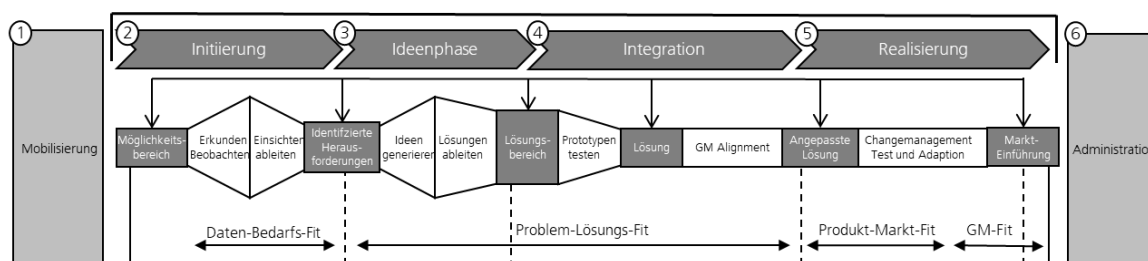 1
2
Initiierung
3
Ideenphase
4
Integration
5
Realisierung
6
Mobilisierung
Möglichkeits-
bereich
Erkunden
Beobachten
Einsichten
ableiten
Identifzierte
Heraus-
forderungen
Ideen
generieren
Lösungen
ableiten
Lösungs-
bereich
Prototypen
testen
Lösung
GM Alignment
Angepasste
Lösung
Changemanagement
Test und Adaption
Markt-
Einführung
Administratio
Daten-Bedarfs-Fit
Problem-Lösungs-Fit
Produkt-Markt-Fit
GM-Fit